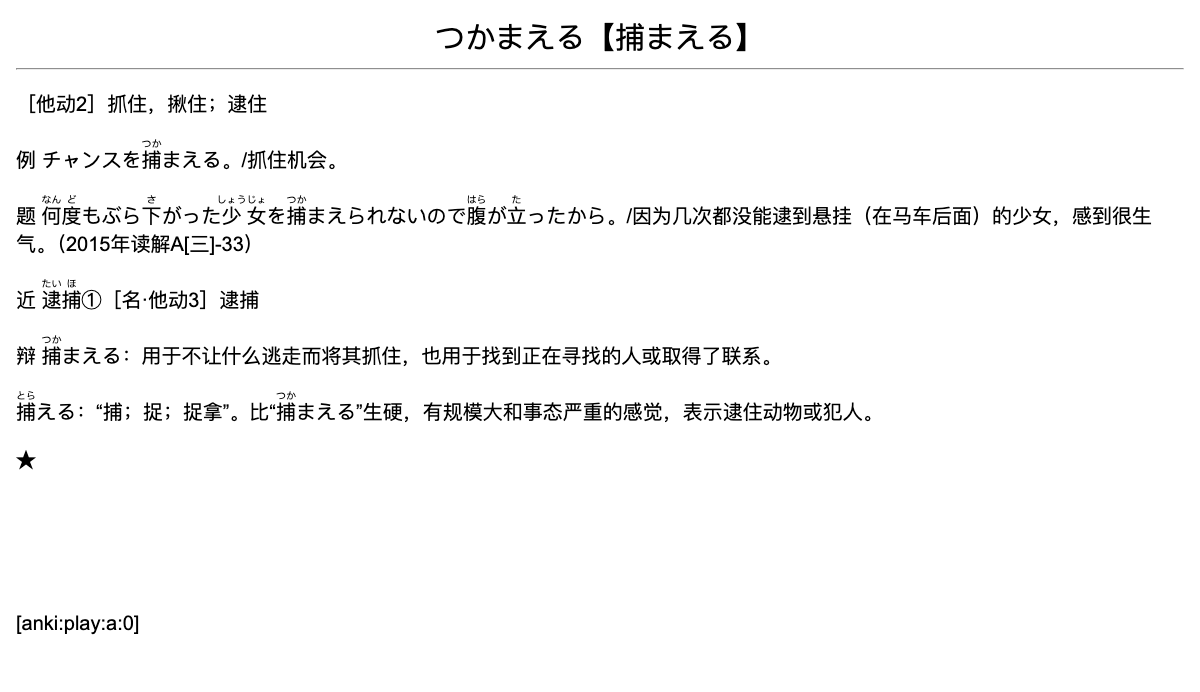 つかまえる【捕まえる】
［他动2］抓住，揪住；逮住
つか
例 チャンスを捕まえる。/抓住机会。
なん ど さ しょうじょ つか はら た
题 何度もぶら下がった少女を捕まえられないので腹が立ったから。/因为几次都没能逮到悬挂（在马车后面）的少女，感到很生
气。（2015年读解A[三]-33）
たい ほ
近 逮捕①［名·他动3］逮捕
つか
辩 捕まえる：用于不让什么逃走而将其抓住，也用于找到正在寻找的人或取得了联系。
とら つか
捕える：“捕；捉；捉拿”。比“捕まえる”生硬，有规模大和事态严重的感觉，表示逮住动物或犯人。
★
[anki:play:a:0]